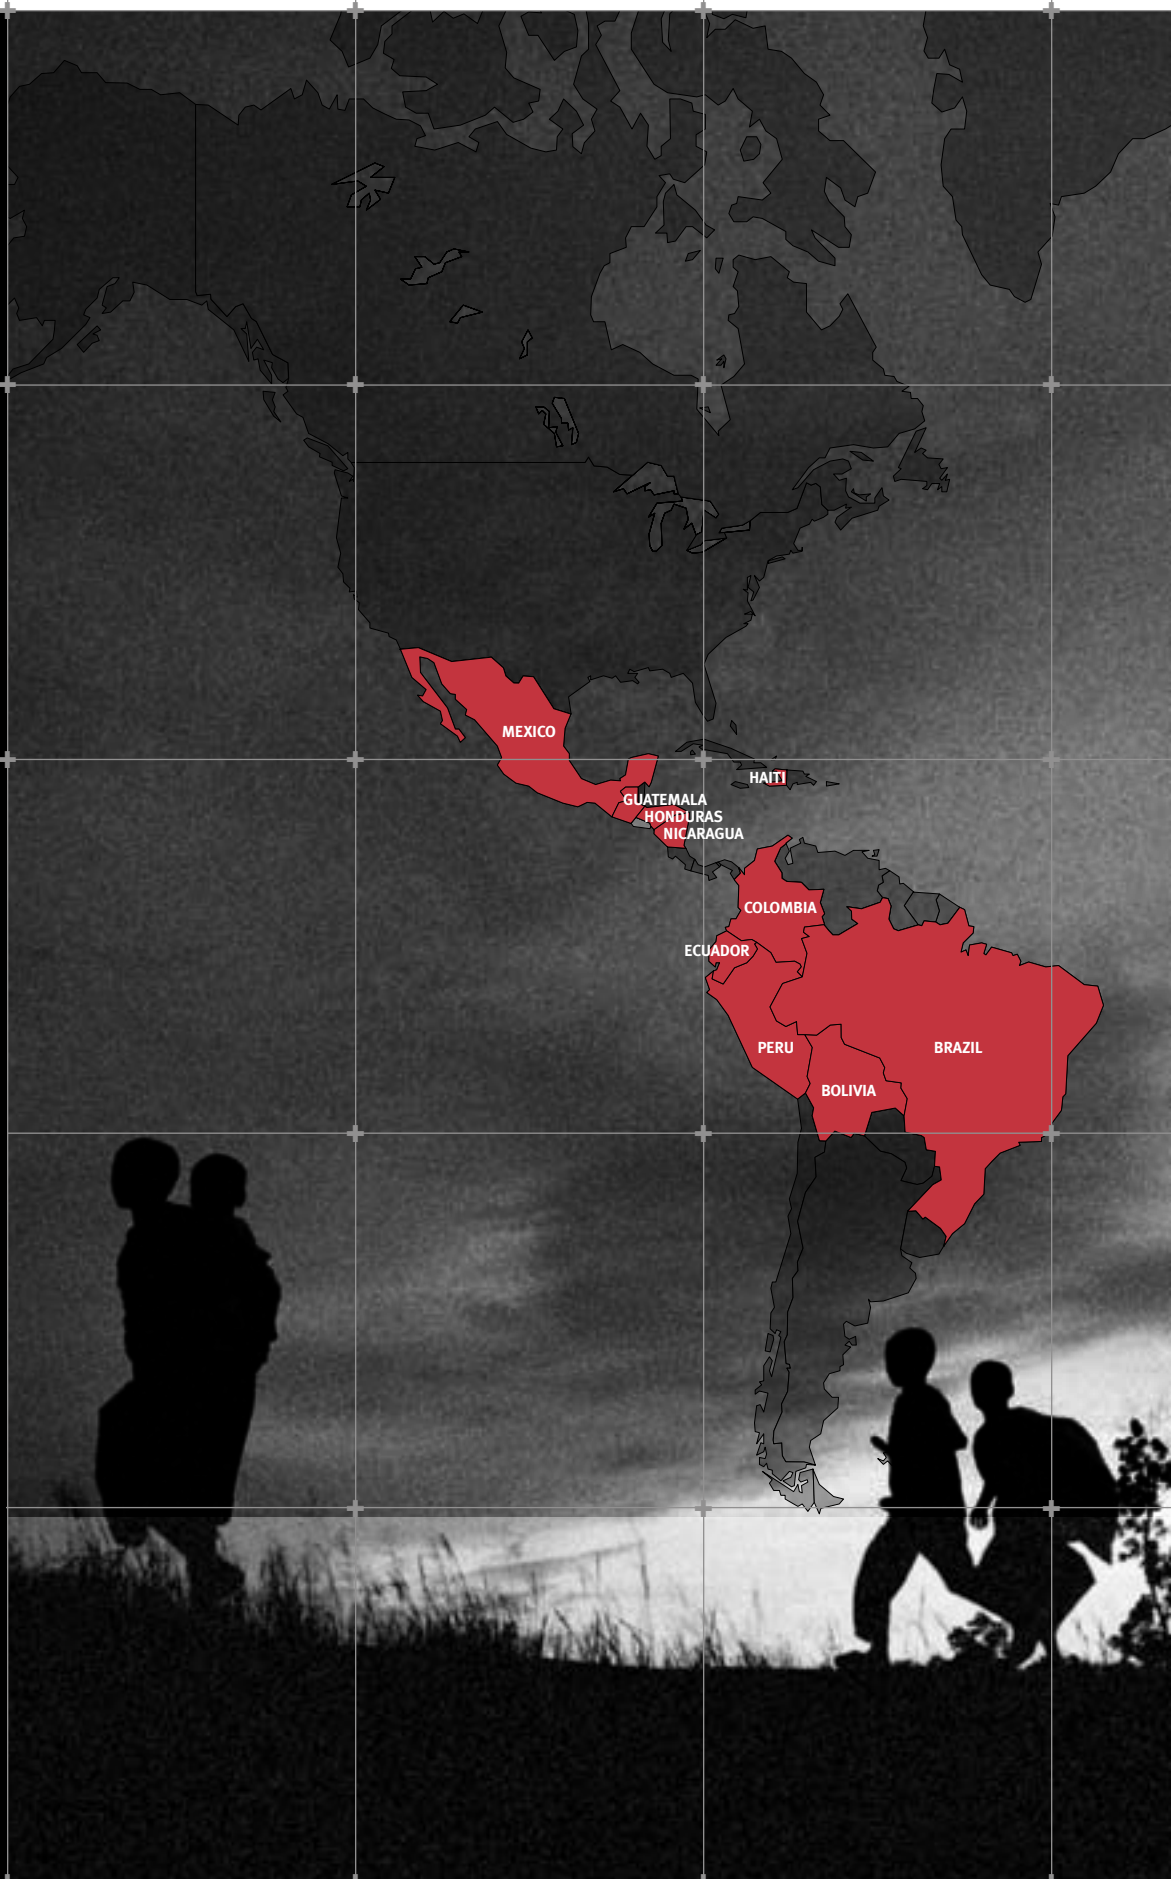 MEXICO
HAITI
GUATEMALA
HONDURAS
NICARAGUA
COLOMBIA
ECUADOR
PERU
BRAZIL
BOLIVIA